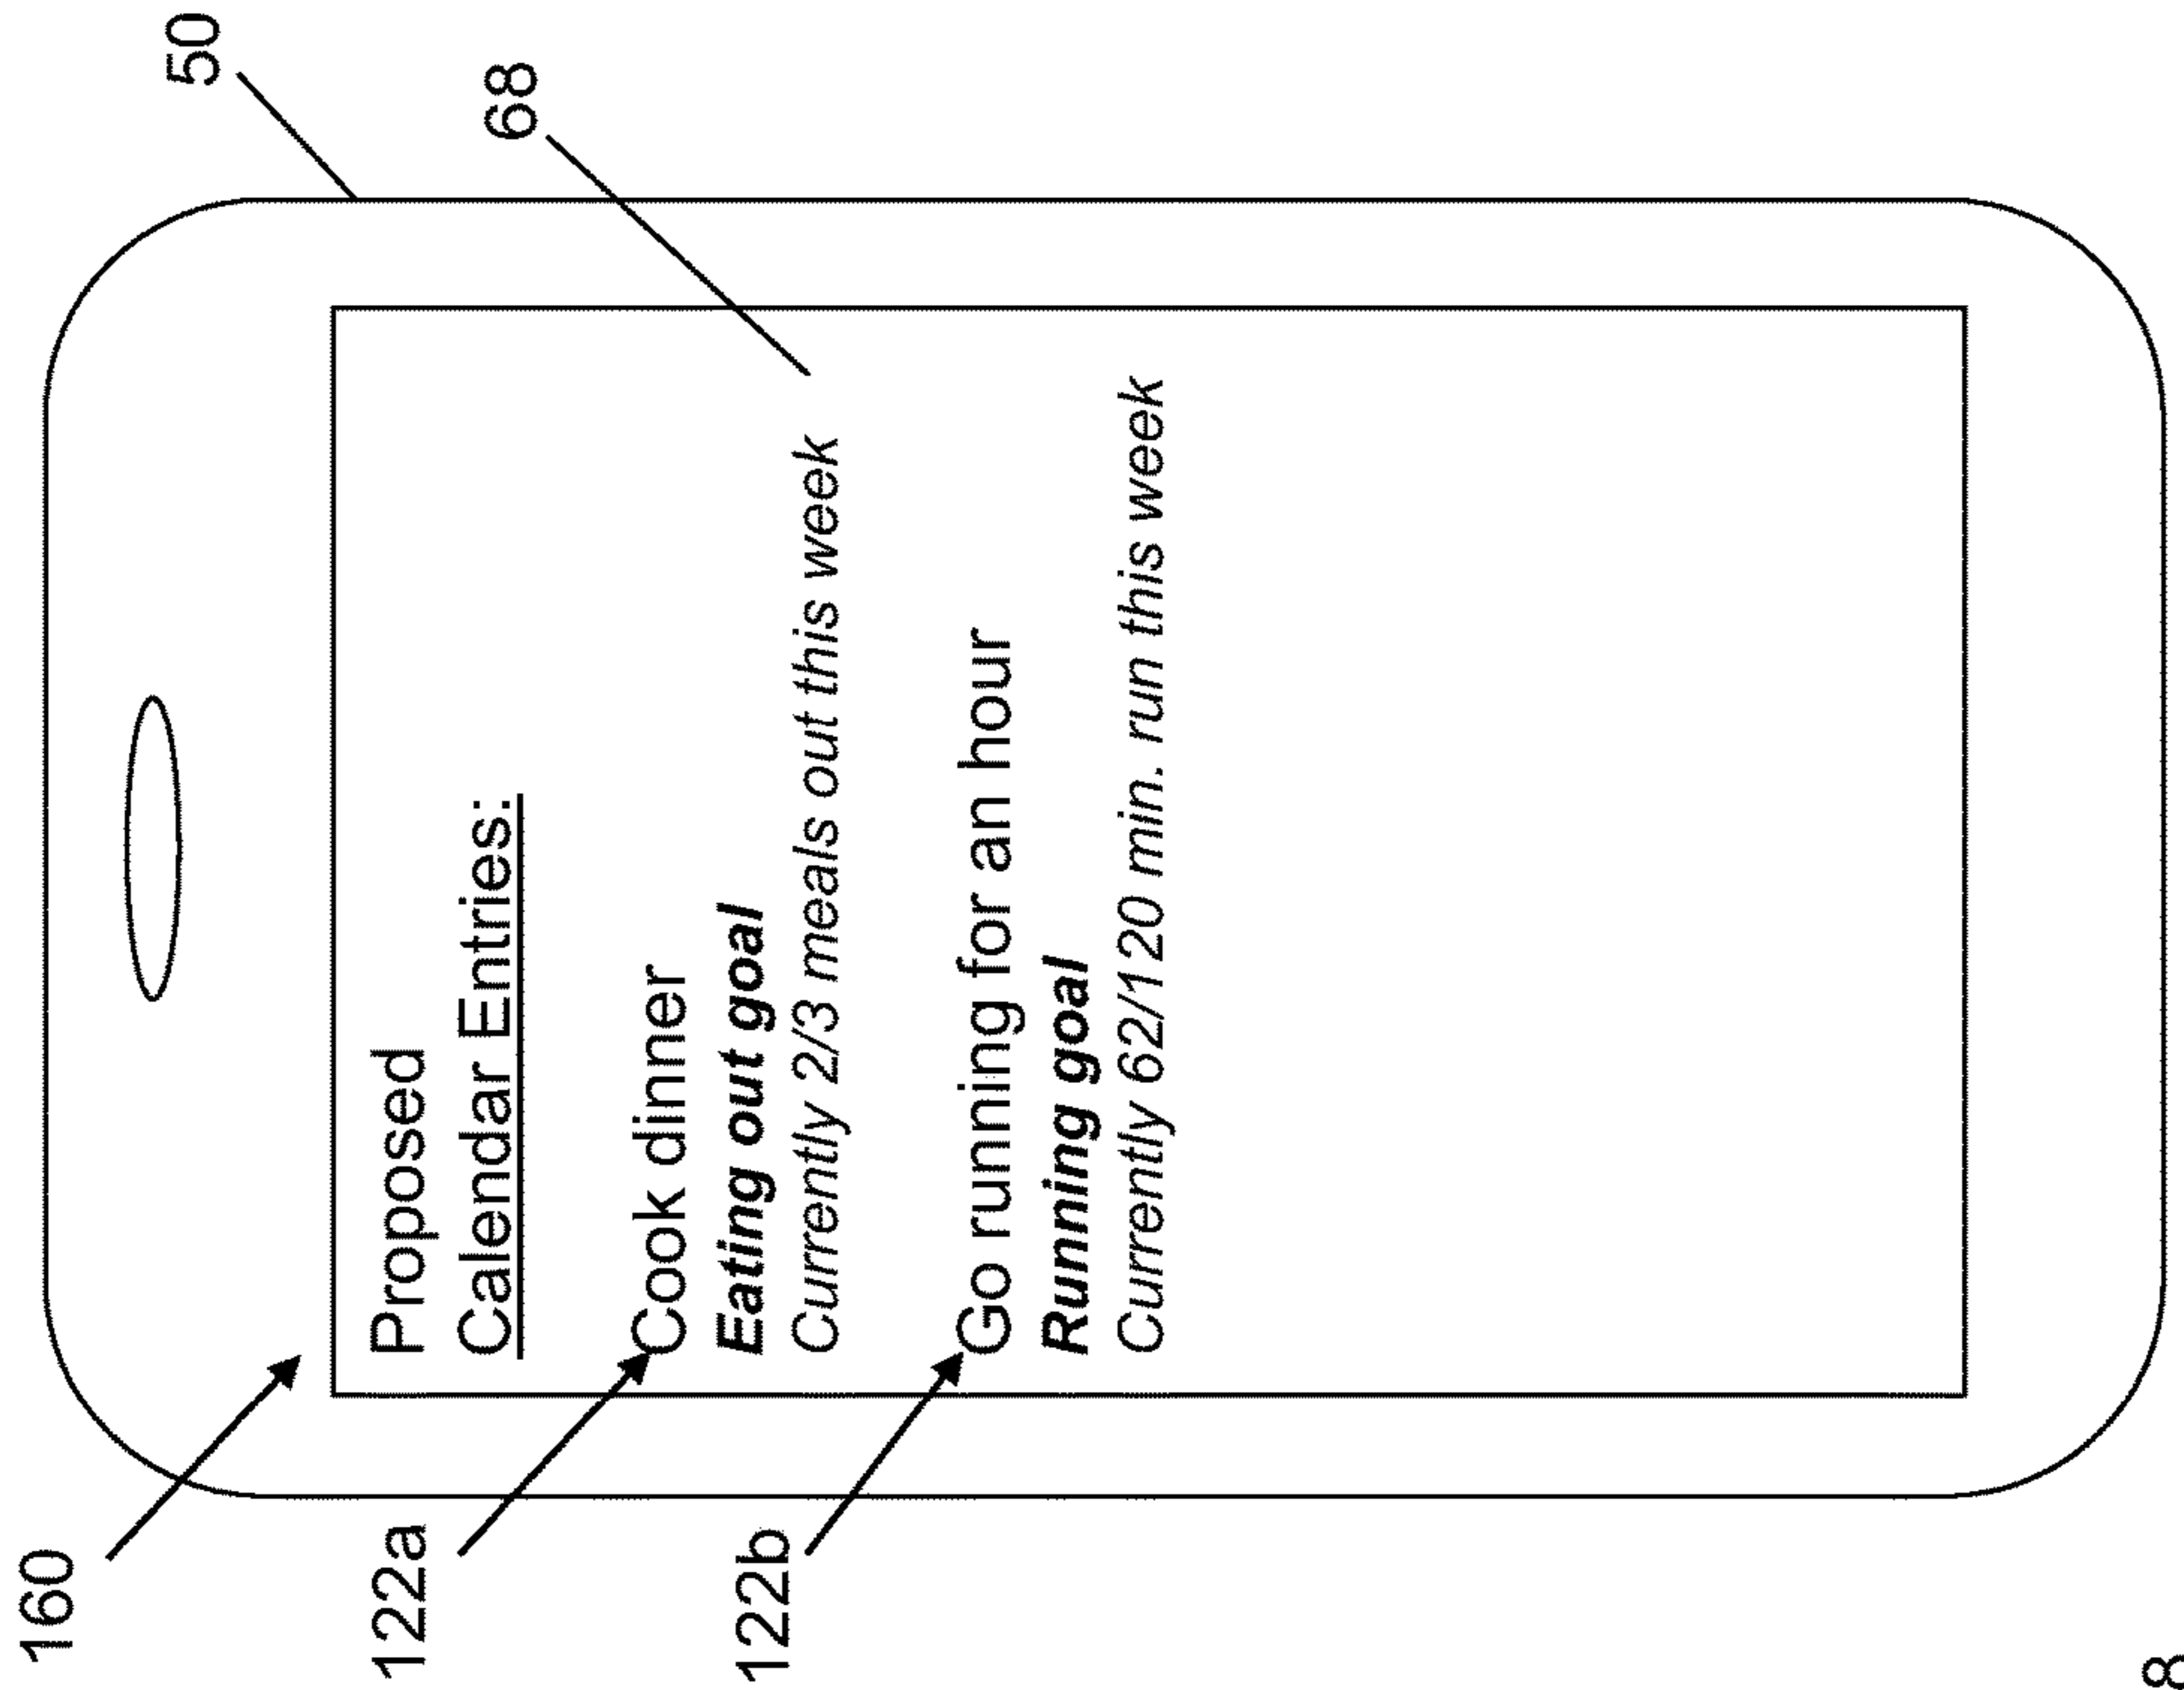 160
50
Proposed
Calendar Entries:
122a
68
Cook dinner
Eating out goal
Currently 2/3 meals out this week
122b
Go running for an hour
Running goal
Currently 62/120 min. run this week
8